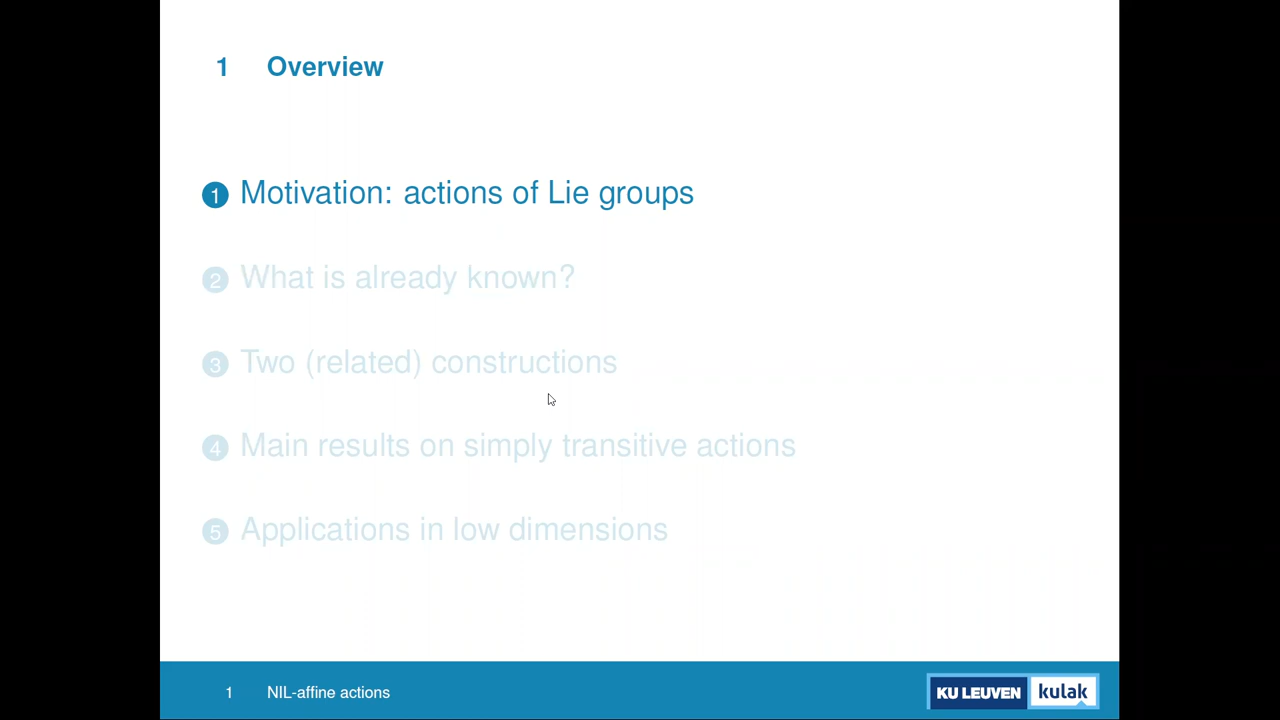 1 Overview
1 Motivation: actions of Lie groups
2 What is already known?
3 Two (related) constructions
4 Main results on simply transitive actions
5 Applications in low dimensions
1 NIL-affine actions
KU LEUVEN kulak